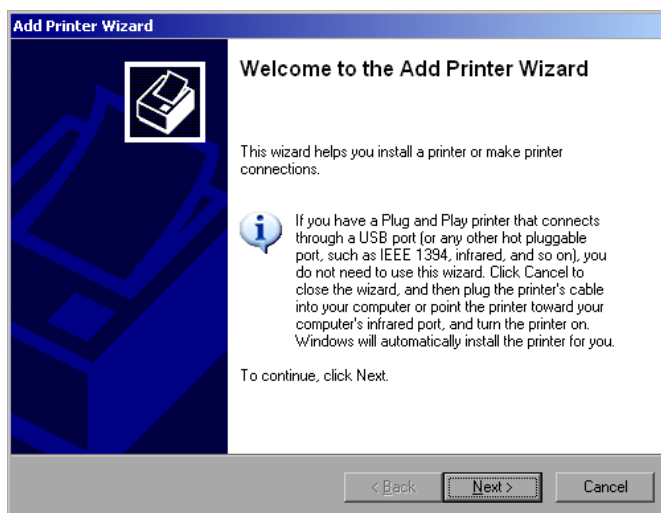 Add Printer Wizard
Welcome to the Add Printer Wizard
This wizard helps you install a printer or make printer
connections.
If you have a Plug and Play printer that connects
through a USB port (or any other hot pluggable
port, such as IEEE 1394, infrared, and so on), you
do not need to use this wizard. Click Cancel to
close the wizard, and then plug the printer's cable
into your computer or point the printer toward your
computer's infrared port, and turn the printer on.
Windows will automatically install the printer for you.
To continue, click Next.
< Back Next > Cancel